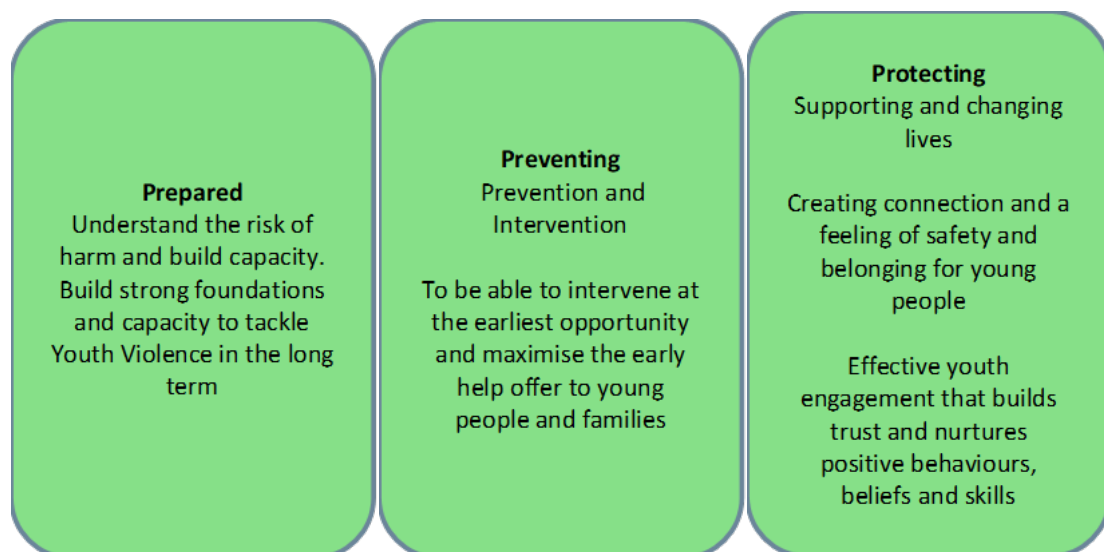 Prepared
Understand the risk of
harm and build capacity.
Build strong foundations
and capacity to tackle
Youth Violence in the long
term
Preventing
Prevention and
Intervention
To be able to intervene at
the earliest opportunity
and maximise the early
help offer to young
people and families
Protecting
Supporting and changing
lives
Creating connection and a
feeling of safety and
belonging for young
people
Effective youth
engagement that builds
trust and nurtures
positive behaviours,
beliefs and skills